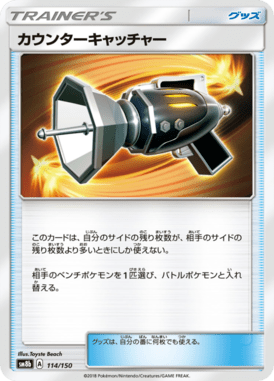 TRAINER'S グッズ
カウンターキャッチャー
このカードは、自分のサイドの残り枚数が、相手のサイドの
残り枚数より多いときにしか使えない。
相手のベンチポケモンを1匹選び、バトルポケモンと入れ
替える。
Illus.Toyste Beach
SM8b A 114/150
グッズは、自分の番に何枚でも使える。
©2018 Pokémon/Nintendo/Creatures/GAME FREAK.